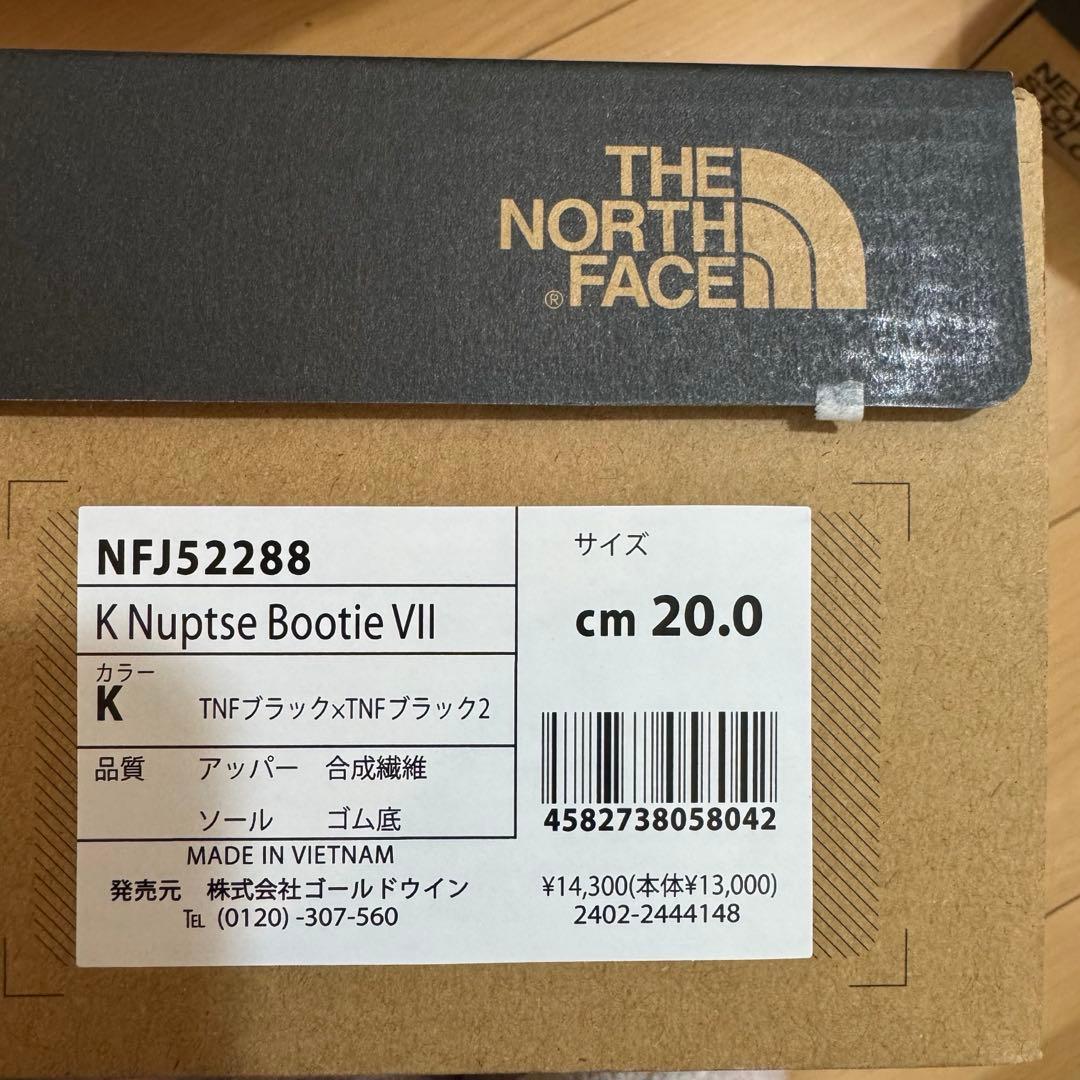 THE
NORTH
® FACE
NEW
NFJ52288
K Nuptse Bootie VII
カラー
K TNFブラック×TNFブラック2
品質 アッパー 合成繊維
ソール ゴム底
MADE IN VIETNAM
発売元 株式会社ゴールドウイン
℡ (0120) -307-560
サイズ
cm 20.0
4582738058042
¥14,300(本体¥13,000)
2402-2444148